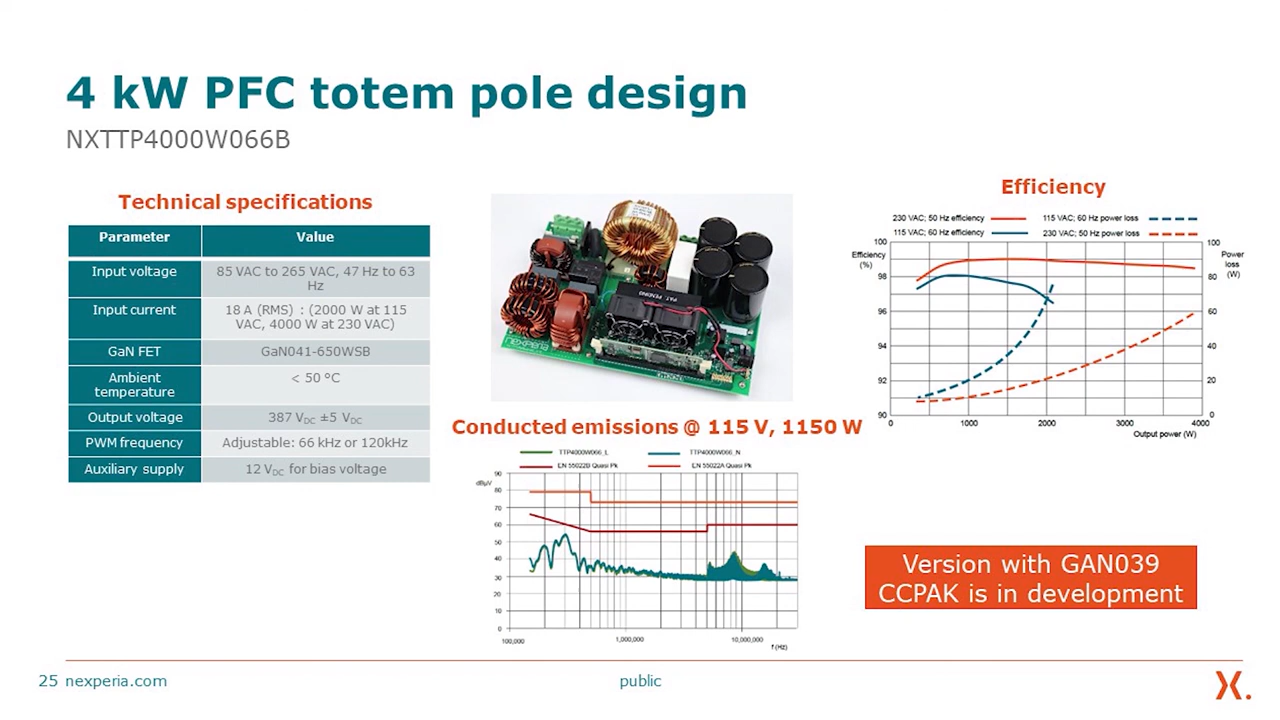 4 kW PFC totem pole design
NXTTP4000W066B
Technical specifications
Parameter Value
Input voltage 85 VAC to 265 VAC, 47 Hz to 63
Hz
Input current 18 A (RMS) : (2000 W at 115
VAC, 4000 W at 230 VAC)
GaN FET GaN041-650WSB
Ambient
temperature < 50 °C
Output voltage 387 VDC ±5 VDC
PWM frequency Adjustable: 66 kHz or 120kHz
Auxiliary supply 12 VDC for bias voltage
nexperia
PAT PENDING
Conducted emissions @ 115 V, 1150 W
TTP4000W066_L TTP4000W066_N
EN 55022B Quasi Pk EN 55022A Quasi Pk
dBµV
90
80
70
60
50
40
30
20
10
0
100,000 1,000,000 10,000,000
f (Hz)
Efficiency
230 VAC; 50 Hz efficiency 115 VAC; 60 Hz power loss
115 VAC; 60 Hz efficiency 230 VAC; 50 Hz power loss
Efficiency
(%)
Power
loss
(W)
100 100
98 80
96 60
94 40
92 20
90 0
0 1000 2000 3000 4000
Output power (W)
Version with GAN039
CCPAK is in development
25 nexperia.com
public